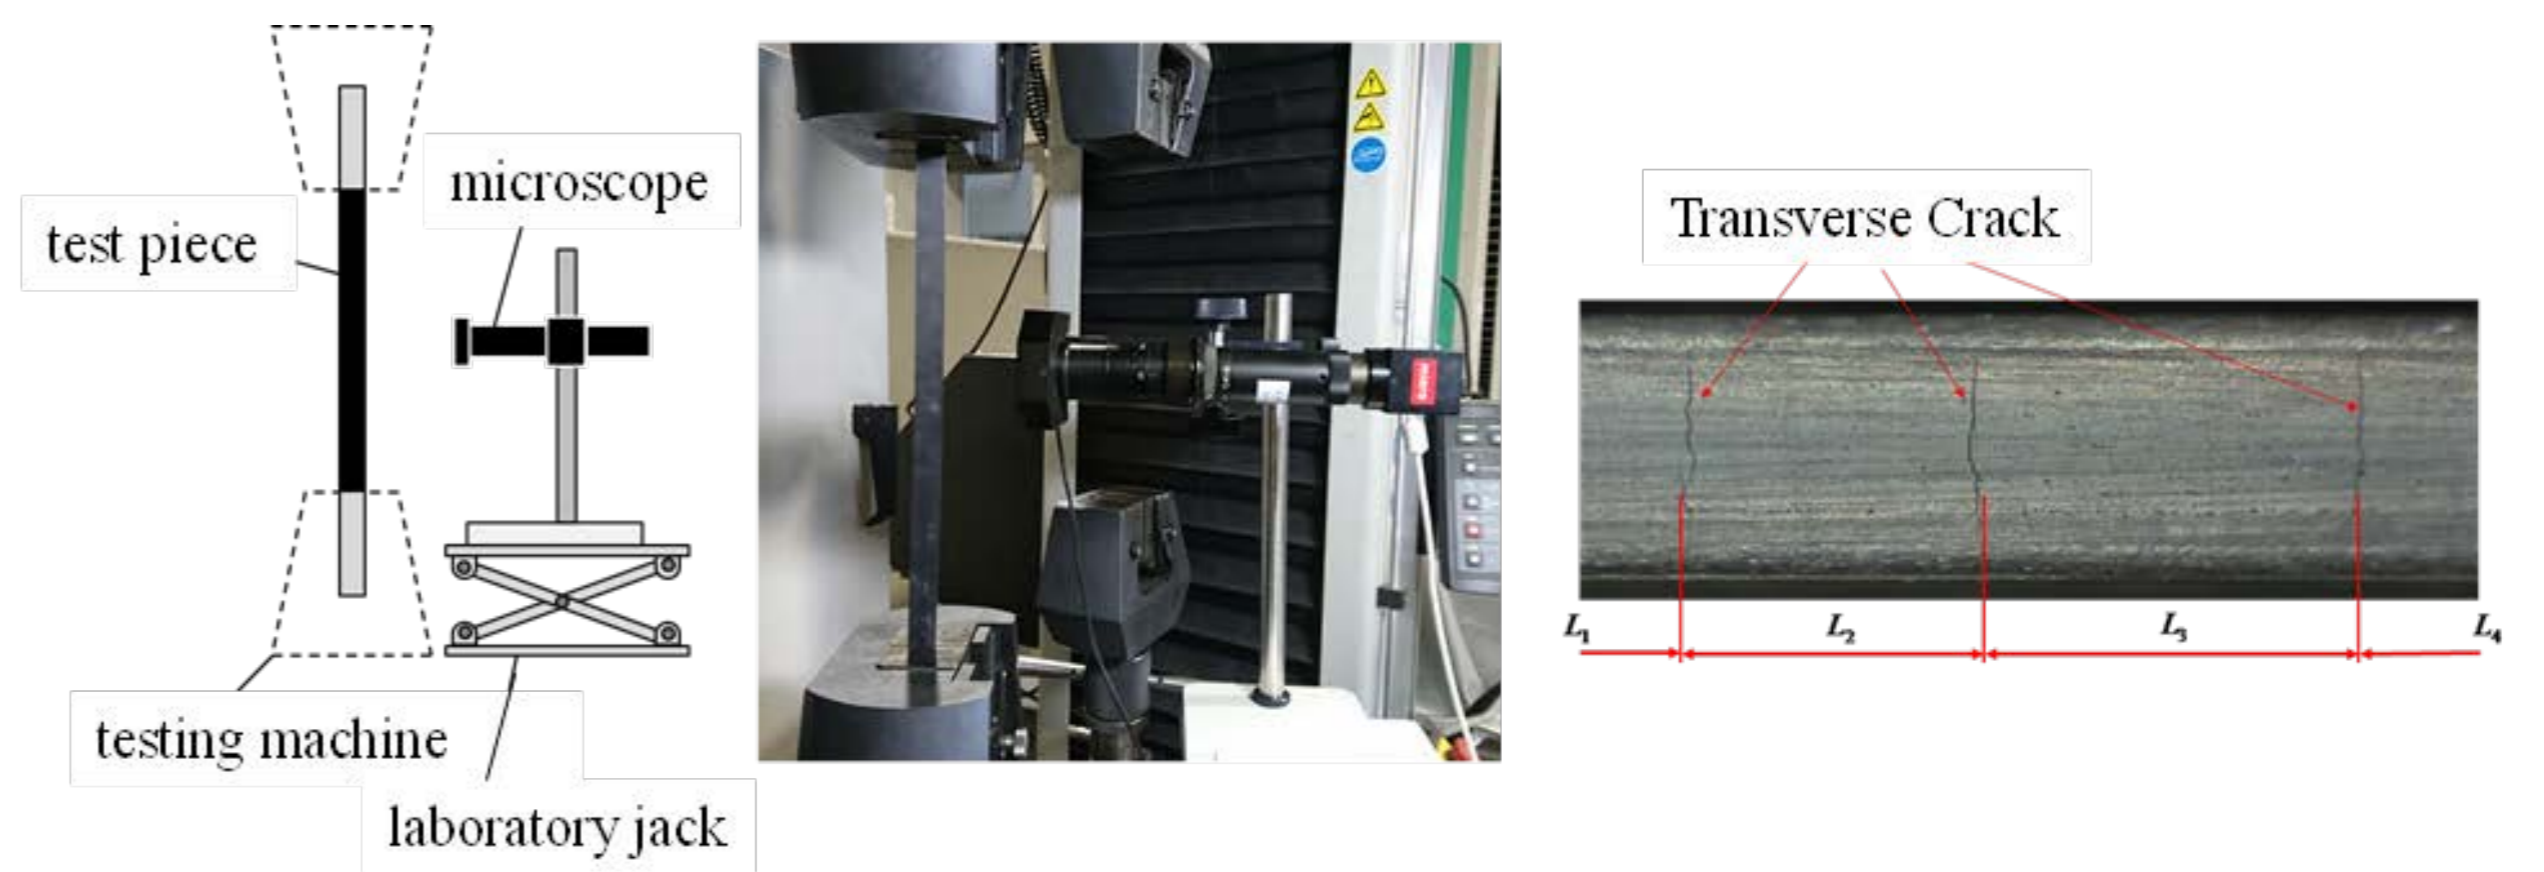 test piece
microscope
testing machine
laboratory jack
Transverse Crack
L1
L2
L3
L4